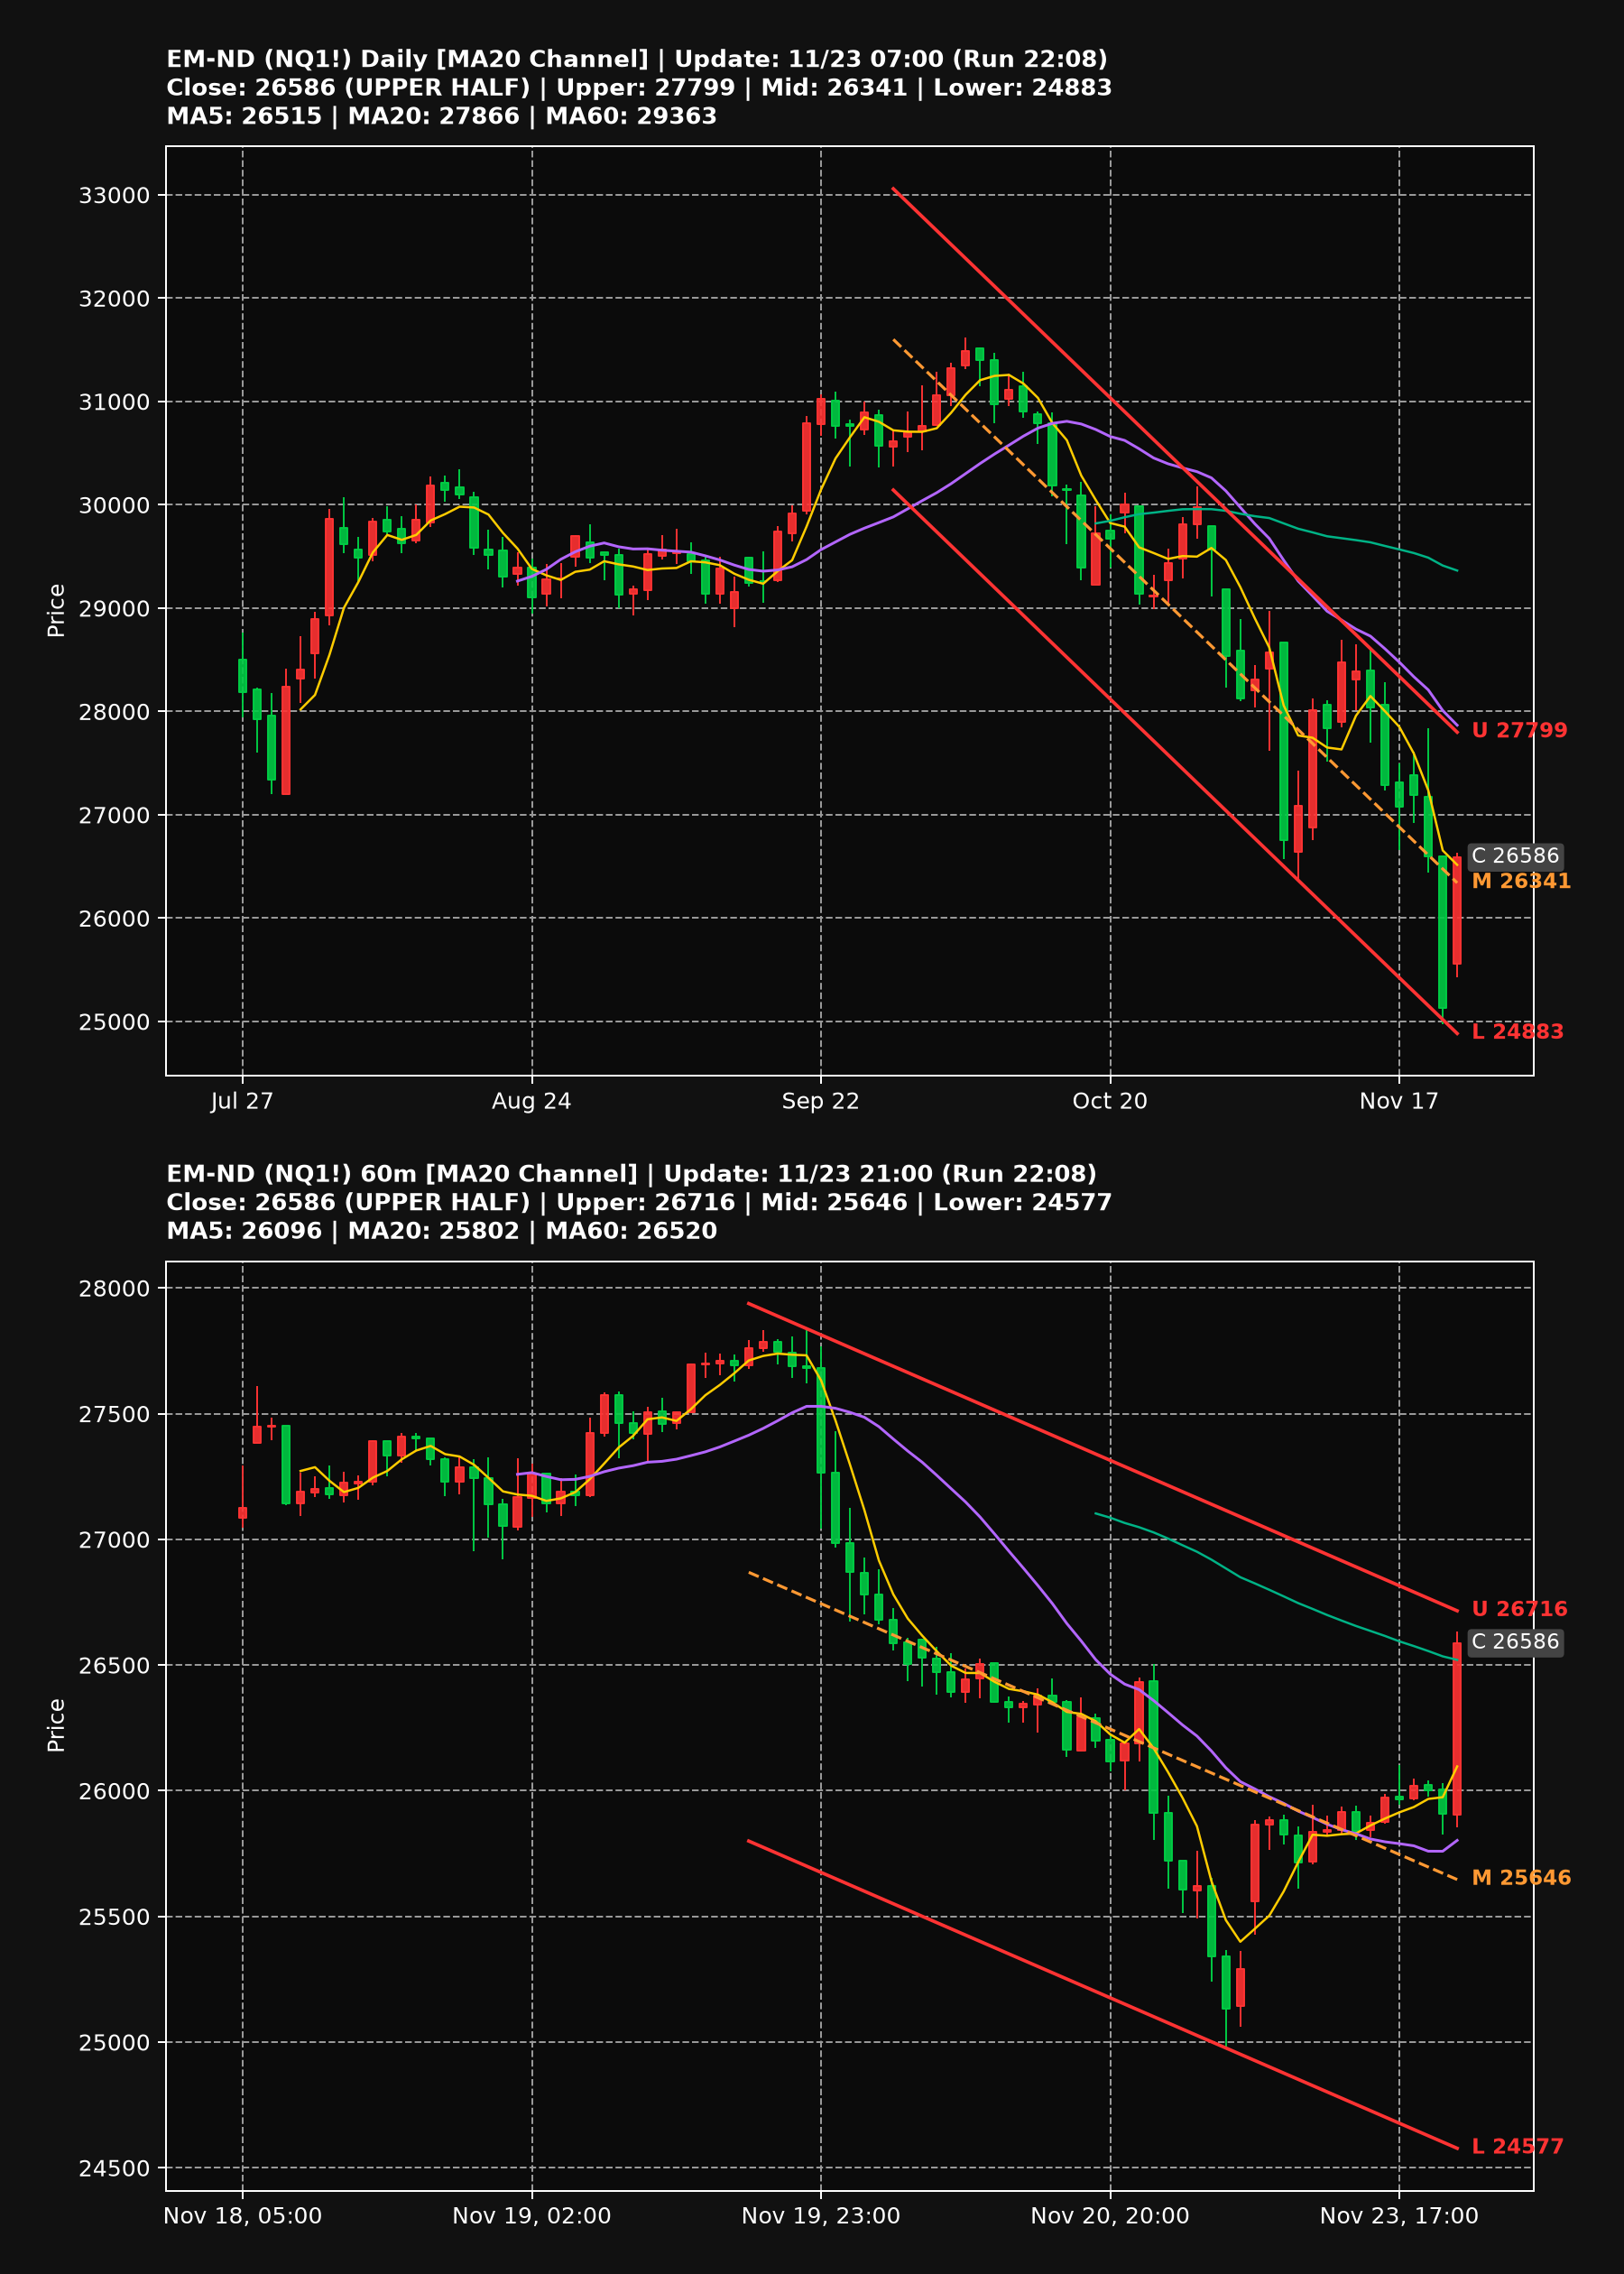 EM-ND (NQ1!) Daily [MA20 Channel] | Update: 11/23 07:00 (Run 22:08)
Close: 26586 (UPPER HALF) | Upper: 27799 | Mid: 26341 | Lower: 24883
MA5: 26515 | MA20: 27866 | MA60: 29363
Price
33000
32000
31000
30000
29000
28000
27000
26000
25000
U 27799
C 26586
M 26341
L 24883
Jul 27
Aug 24
Sep 22
Oct 20
Nov 17
EM-ND (NQ1!) 60m [MA20 Channel] | Update: 11/23 21:00 (Run 22:08)
Close: 26586 (UPPER HALF) | Upper: 26716 | Mid: 25646 | Lower: 24577
MA5: 26096 | MA20: 25802 | MA60: 26520
Price
28000
27500
27000
26500
26000
25500
25000
24500
U 26716
C 26586
M 25646
L 24577
Nov 18, 05:00
Nov 19, 02:00
Nov 19, 23:00
Nov 20, 20:00
Nov 23, 17:00